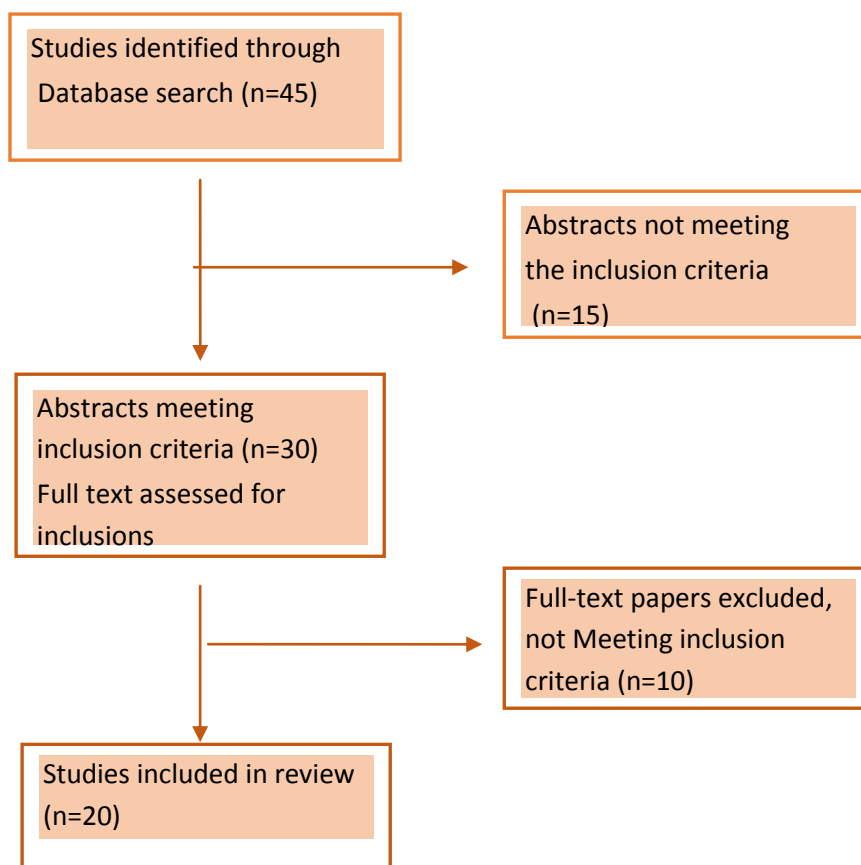 Studies identified through
Database search (n=45)
Abstracts not meeting
the inclusion criteria
(n=15)
Abstracts meeting
inclusion criteria (n=30)
Full text assessed for
inclusions
Full-text papers excluded,
not Meeting inclusion
criteria (n=10)
Studies included in review
(n=20)